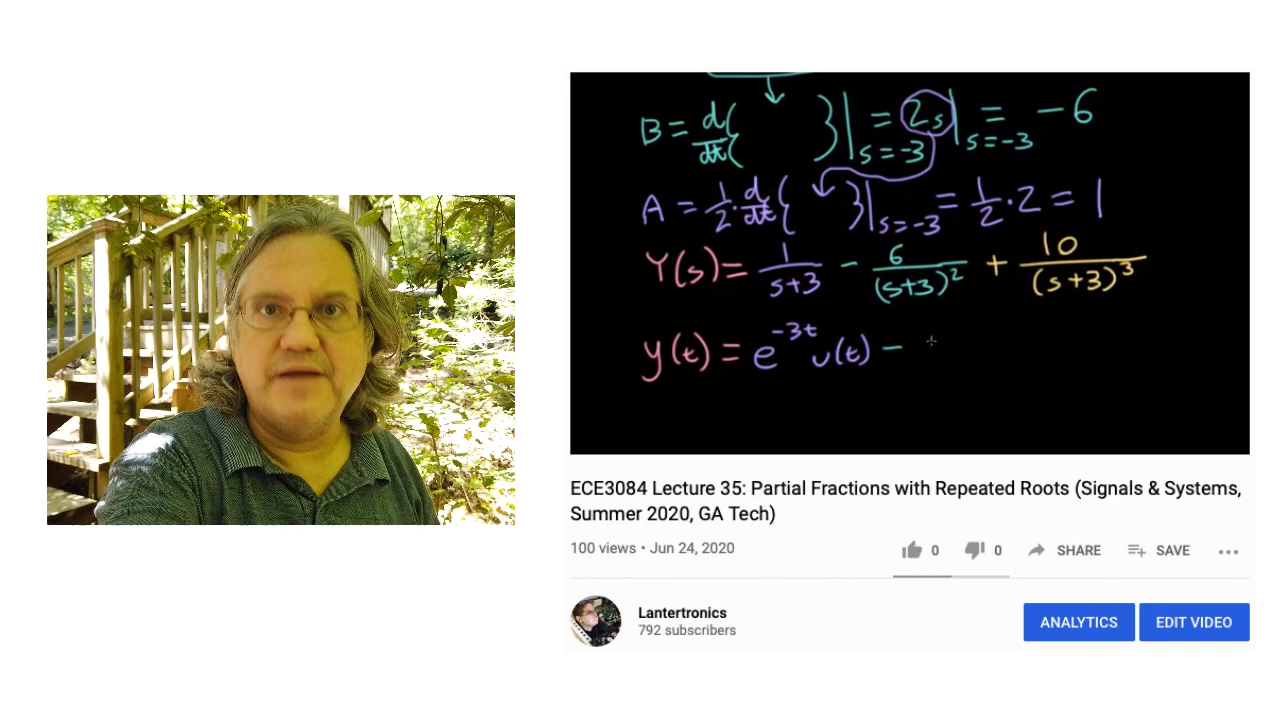 B = d/dt{ }|s=-3 = 2s|s=-3 = -6
A = 1/2 · d/dt{ }|s=-3 = 1/2 · 2 = 1
Y(s) = 1/(s+3) - 6/(s+3)² + 10/(s+3)³
y(t) = e^-3t u(t) -
ECE3084 Lecture 35: Partial Fractions with Repeated Roots (Signals & Systems,
Summer 2020, GA Tech)
100 views • Jun 24, 2020
0 0 SHARE SAVE
Lantertronics
792 subscribers
ANALYTICS EDIT VIDEO